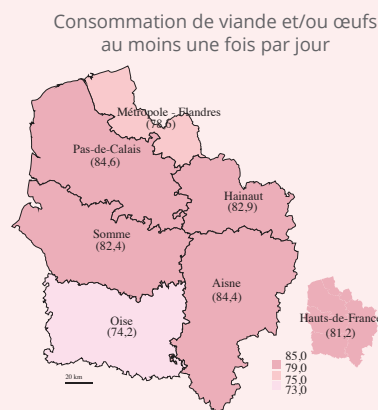 Consommation de viande et/ou œufs
au moins une fois par jour
Métropole - Flandres
(78,6)
Pas-de-Calais
(84,6)
Hainaut
(82,9)
Somme
(82,4)
Aisne
(84,4)
Oise
(74,2)
Hauts-de-France
(81,2)
85,0
79,0
75,0
73,0
20 km